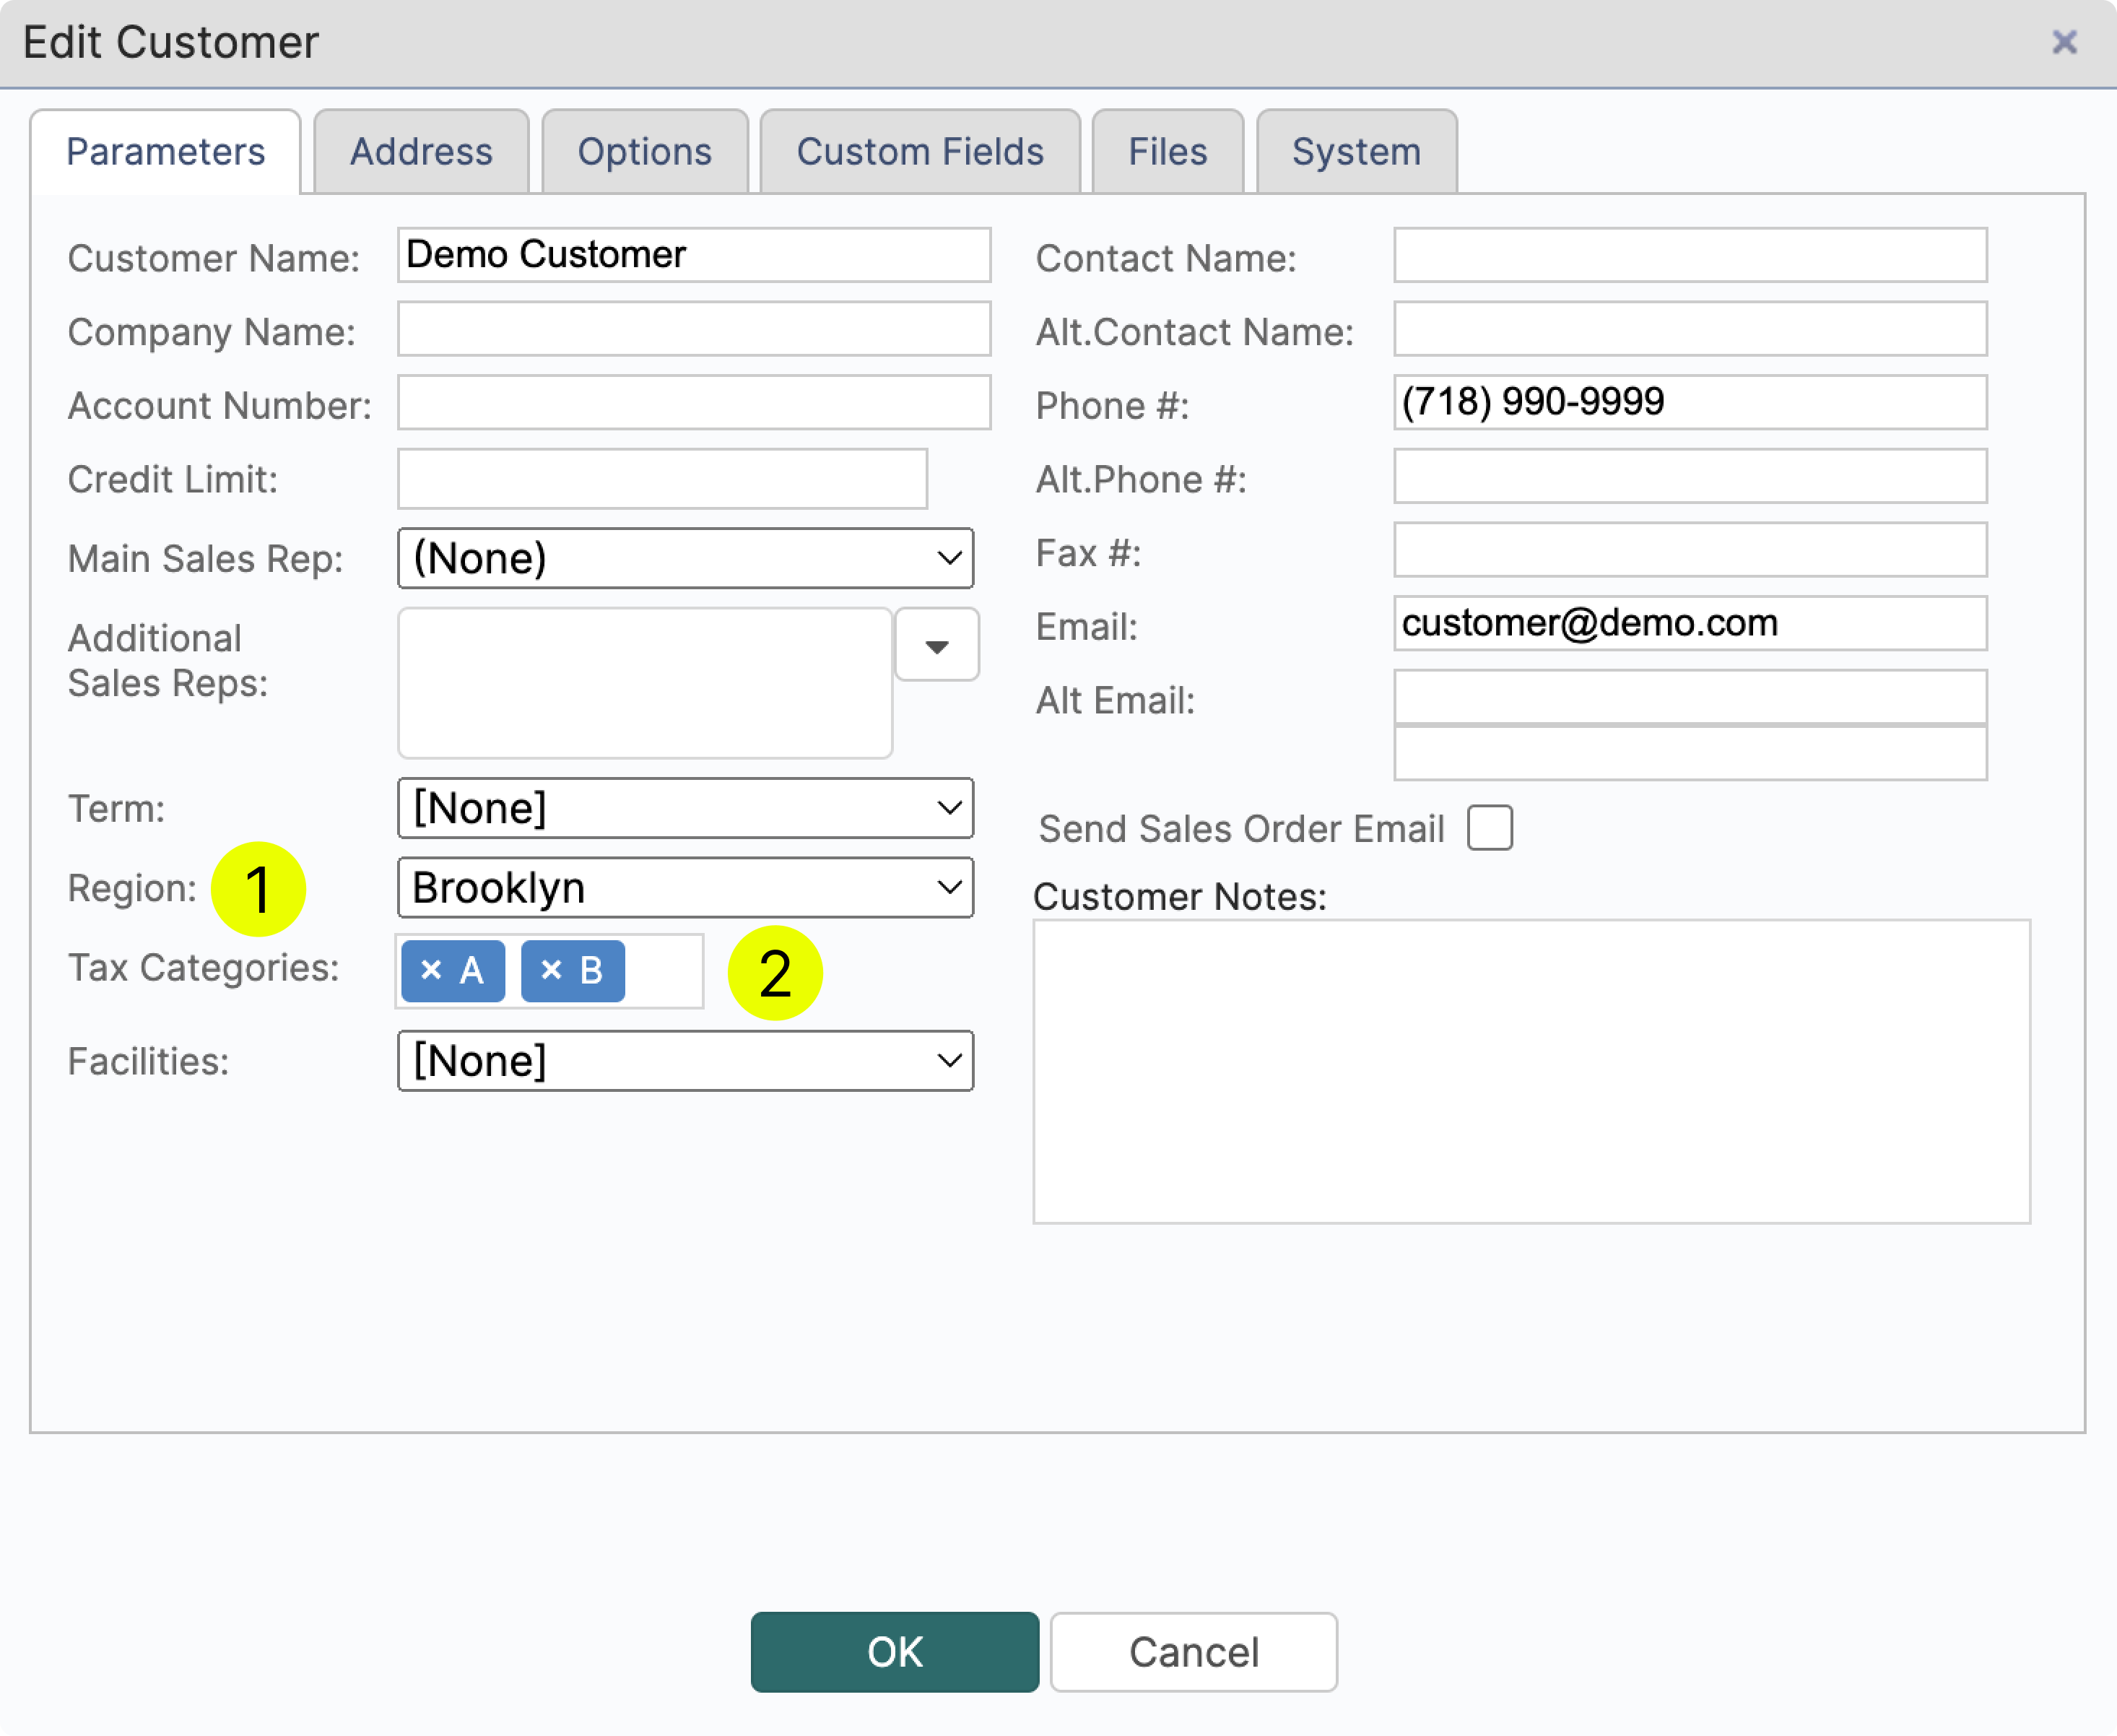 Edit Customer
Parameters Address Options Custom Fields Files System
Customer Name: Demo Customer
Company Name:
Account Number:
Credit Limit:
Main Sales Rep: (None)
Additional
Sales Reps:
Term: [None]
Region: 1 Brooklyn
Tax Categories: × A × B 2
Facilities: [None]
Contact Name:
Alt.Contact Name:
Phone #: (718) 990-9999
Alt.Phone #:
Fax #:
Email: customer@demo.com
Alt Email:
Send Sales Order Email
Customer Notes:
OK Cancel